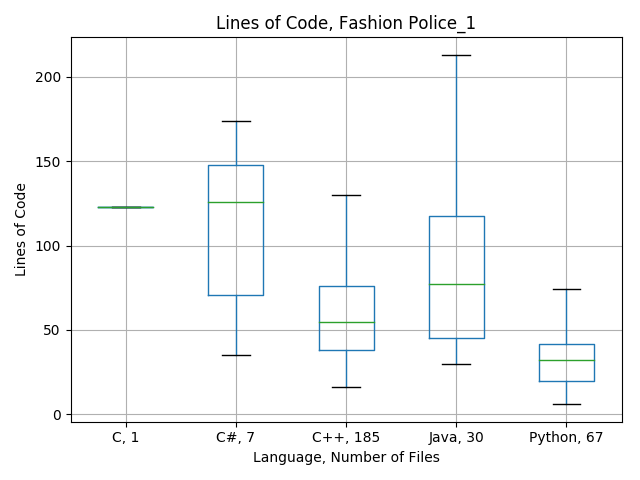 Lines of Code, Fashion Police_1
Lines of Code
200
150
100
50
0
C, 1
C#, 7
C++, 185
Java, 30
Python, 67
Language, Number of Files